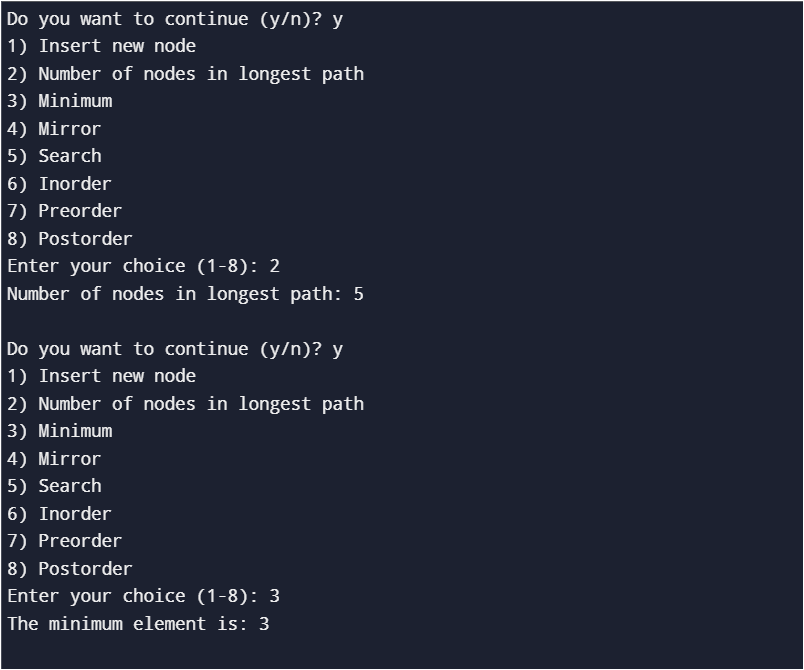 Do you want to continue (y/n)? y
1) Insert new node
2) Number of nodes in longest path
3) Minimum
4) Mirror
5) Search
6) Inorder
7) Preorder
8) Postorder
Enter your choice (1-8): 2
Number of nodes in longest path: 5
Do you want to continue (y/n)? y
1) Insert new node
2) Number of nodes in longest path
3) Minimum
4) Mirror
5) Search
6) Inorder
7) Preorder
8) Postorder
Enter your choice (1-8): 3
The minimum element is: 3